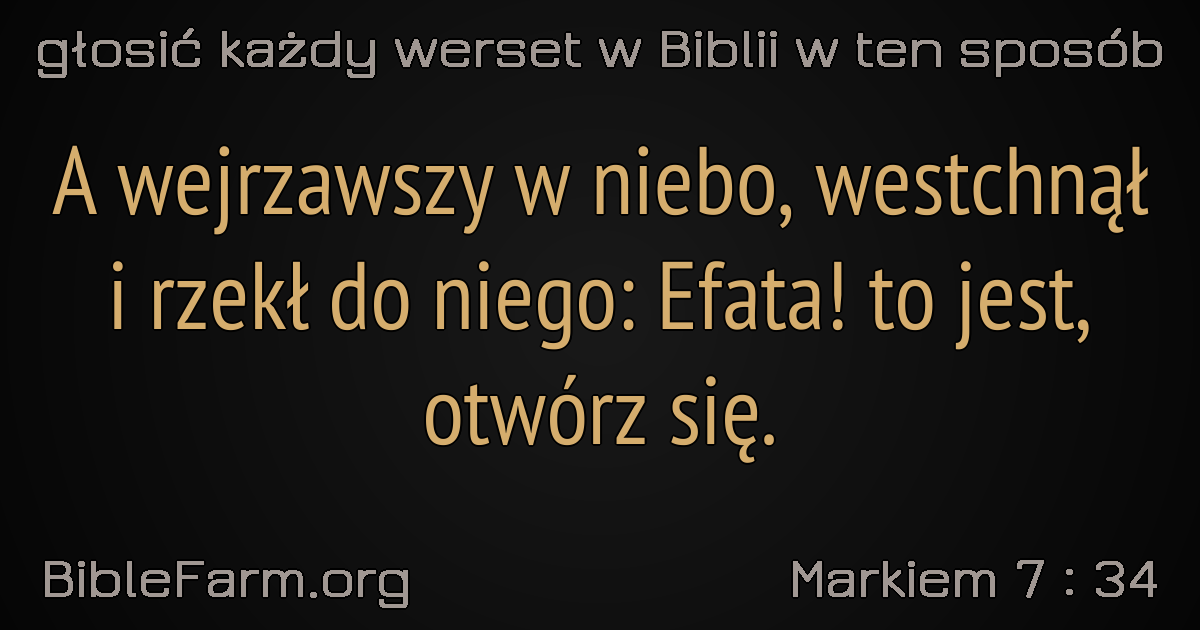 głosić każdy werset w Biblii w ten sposób
A wejrzawszy w niebo, westchnął
i rzekł do niego: Efata! to jest,
otwórz się.
BibleFarm.org
Markiem 7 : 34